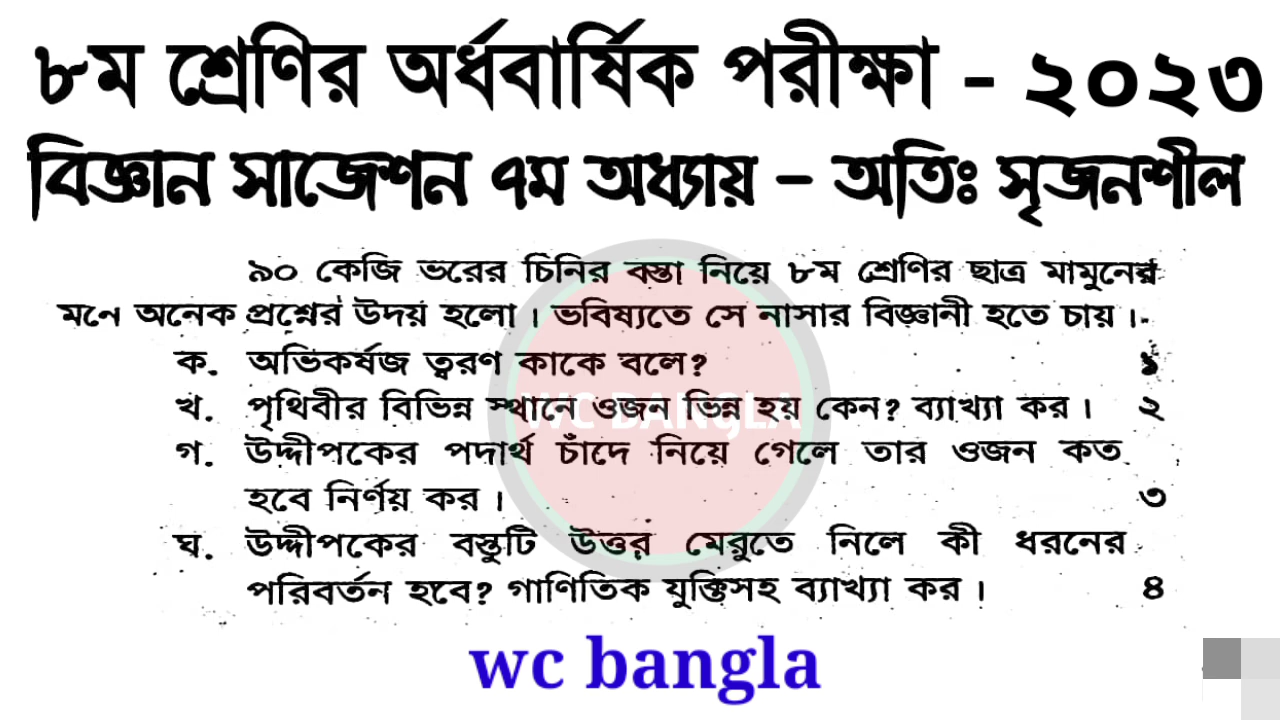 ৮ম শ্রেণির অর্ধবার্ষিক পরীক্ষা - ২০২৩
বিজ্ঞান সাজেশন ৭ম অধ্যায় - অতিঃ সৃজনশীল
৯০ কেজি ভরের চিনির বস্তা নিয়ে ৮ম শ্রেণির ছাত্র মামুনের
মনে অনেক প্রশ্নের উদয় হলো। ভবিষ্যতে সে নাসার বিজ্ঞানী হতে চায়।
ক. অভিকর্ষজ ত্বরণ কাকে বলে? ১
খ. পৃথিবীর বিভিন্ন স্থানে ওজন ভিন্ন হয় কেন? ব্যাখ্যা কর। ২
গ. উদ্দীপকের পদার্থ চাঁদে নিয়ে গেলে তার ওজন কত
হবে নির্ণয় কর। ৩
ঘ. উদ্দীপকের বস্তুটি উত্তর মেরুতে নিলে কী ধরনের
পরিবর্তন হবে? গাণিতিক যুক্তিসহ ব্যাখ্যা কর। ৪
WC BANGLA
wc bangla